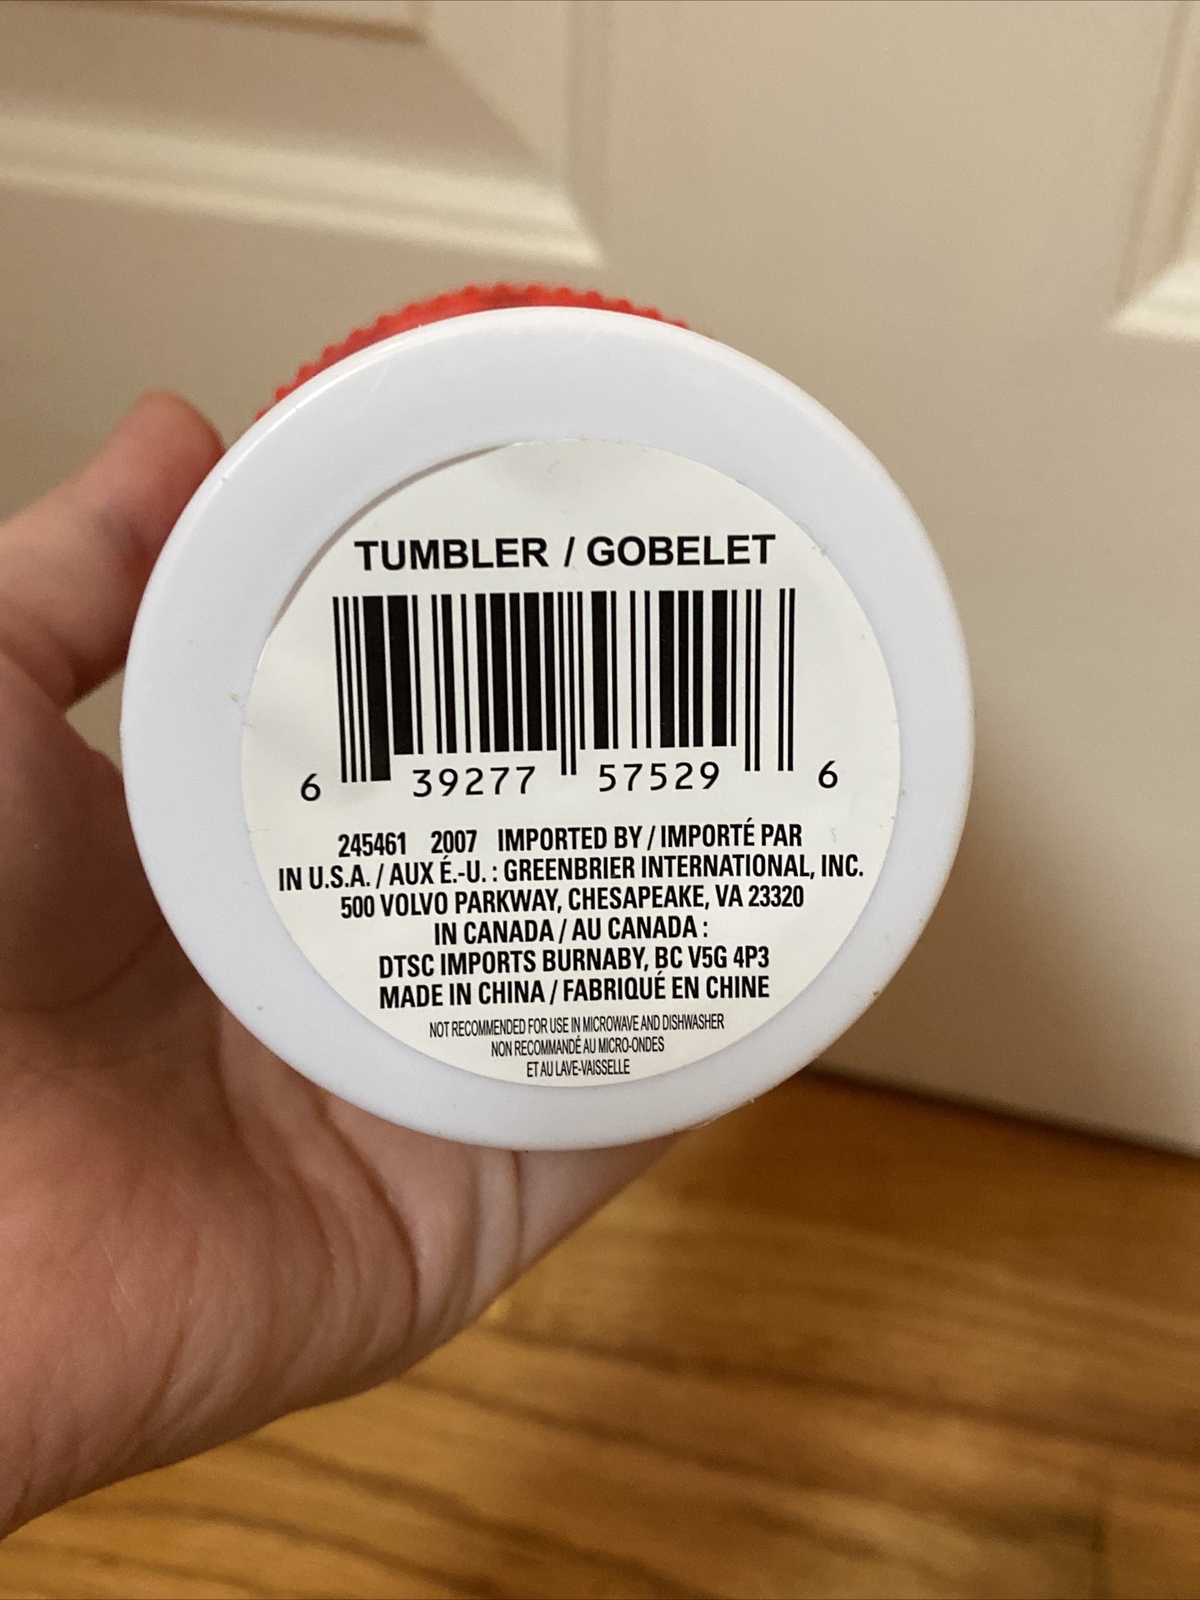 TUMBLER / GOBELET
6 39277 57529 6
245461 2007 IMPORTED BY / IMPORTÉ PAR
IN U.S.A. / AUX É.-U. : GREENBRIER INTERNATIONAL, INC.
500 VOLVO PARKWAY, CHESAPEAKE, VA 23320
IN CANADA / AU CANADA :
DTSC IMPORTS BURNABY, BC V5G 4P3
MADE IN CHINA / FABRIQUÉ EN CHINE
NOT RECOMMENDED FOR USE IN MICROWAVE AND DISHWASHER
NON RECOMMANDÉ AU MICRO-ONDES
ET AU LAVE-VAISSELLE